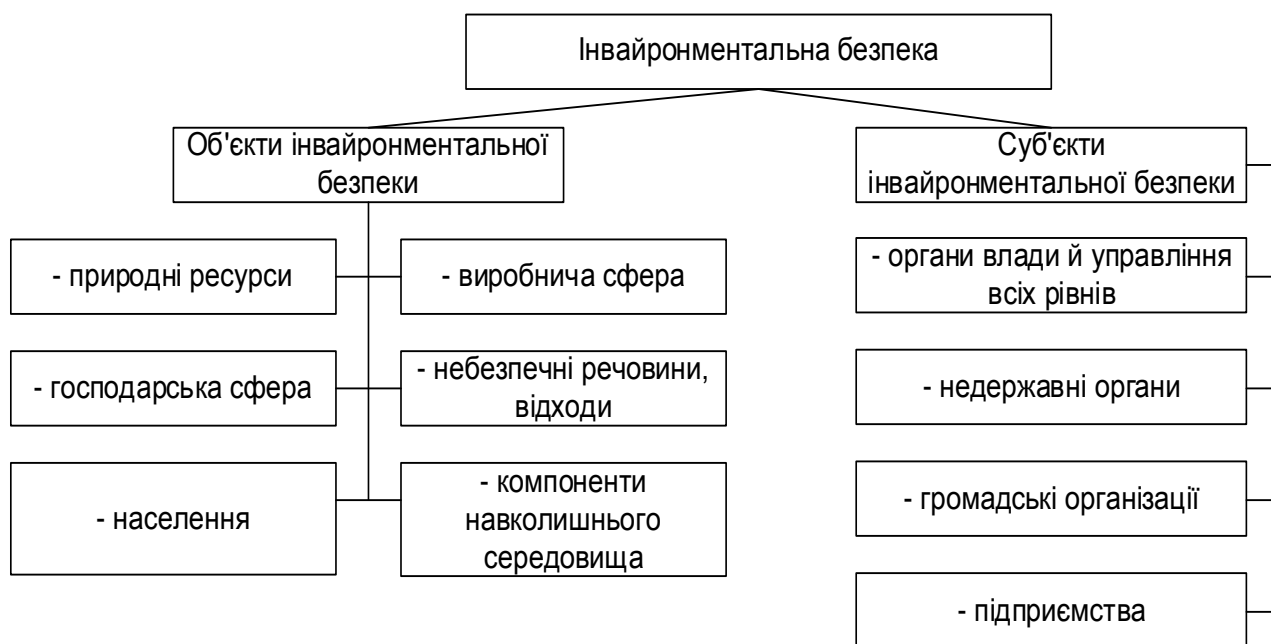 Інвайронментальна безпека
Об'єкти інвайронментальної
безпеки
- природні ресурси
- виробнича сфера
- господарська сфера
- небезпечні речовини,
відходи
- населення
- компоненти
навколишнього
середовища
Суб'єкти
інвайронментальної безпеки
- органи влади й управління
всіх рівнів
- недержавні органи
- громадські організації
- підприємства